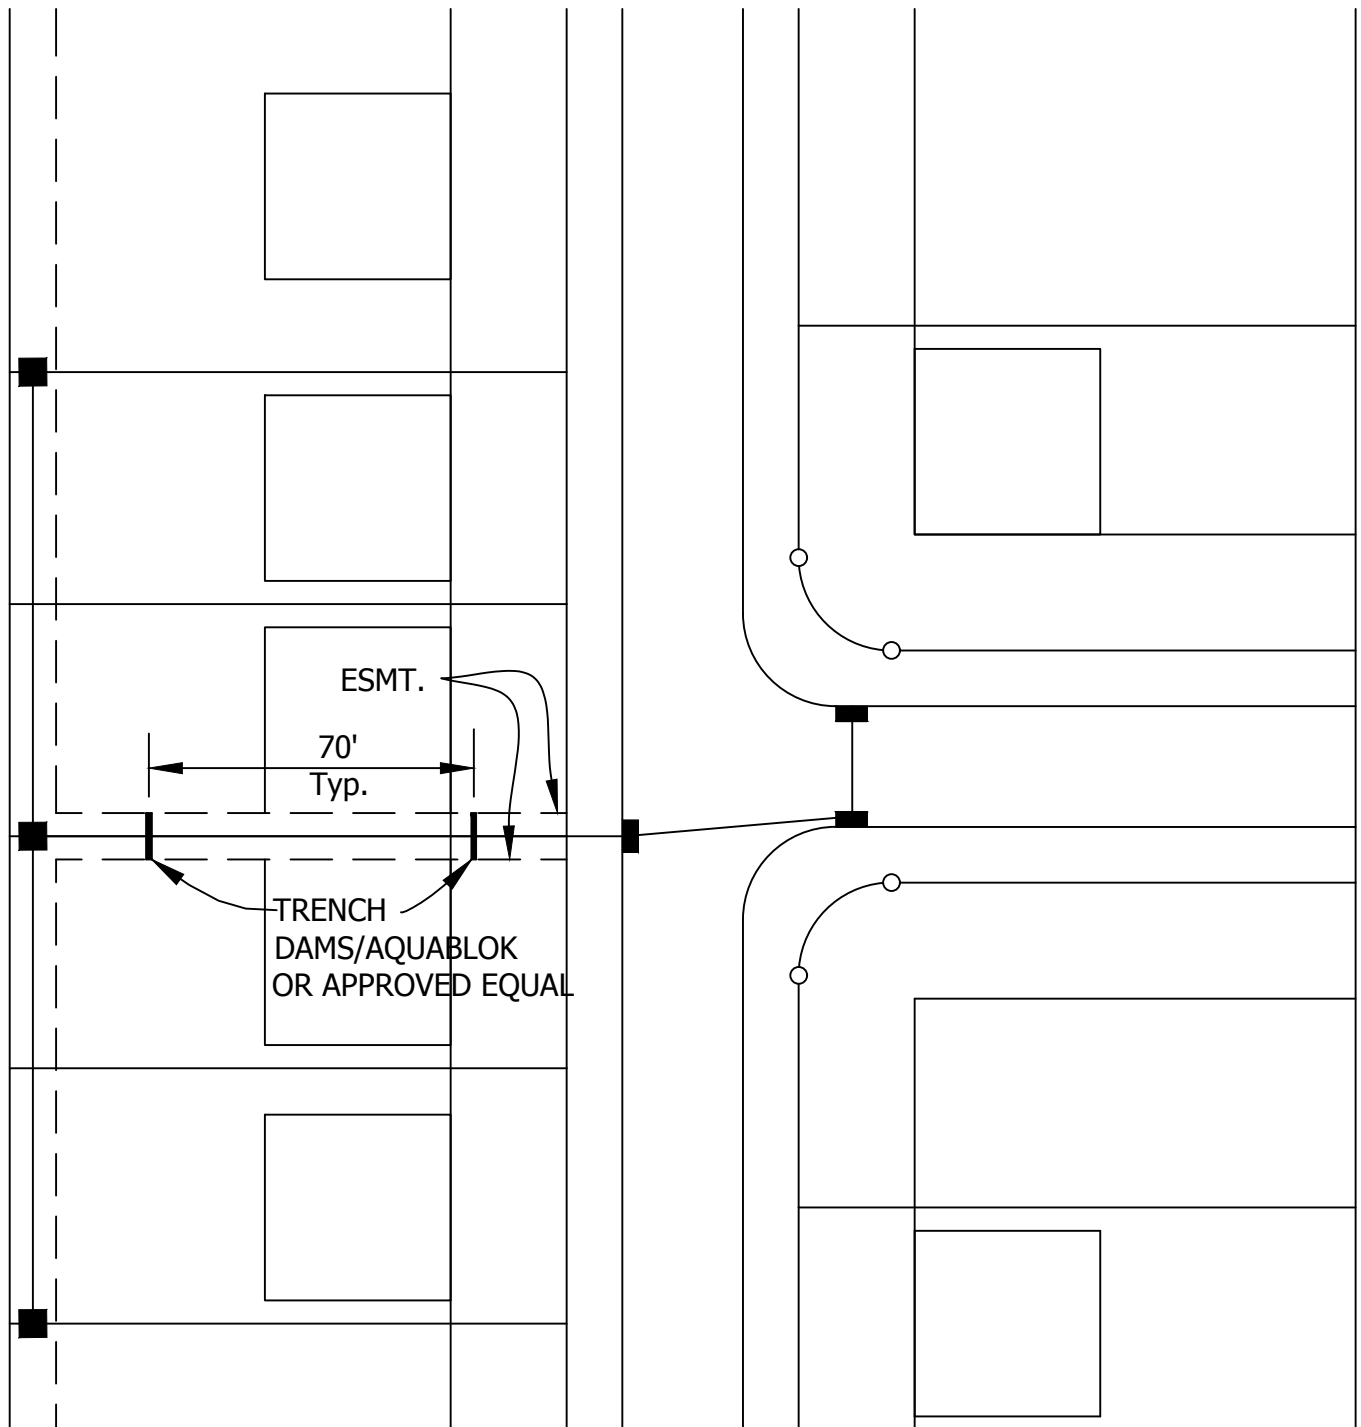 ESMT.
70'
Typ.
TRENCH
DAMS/AQUABLOK
OR APPROVED EQUAL